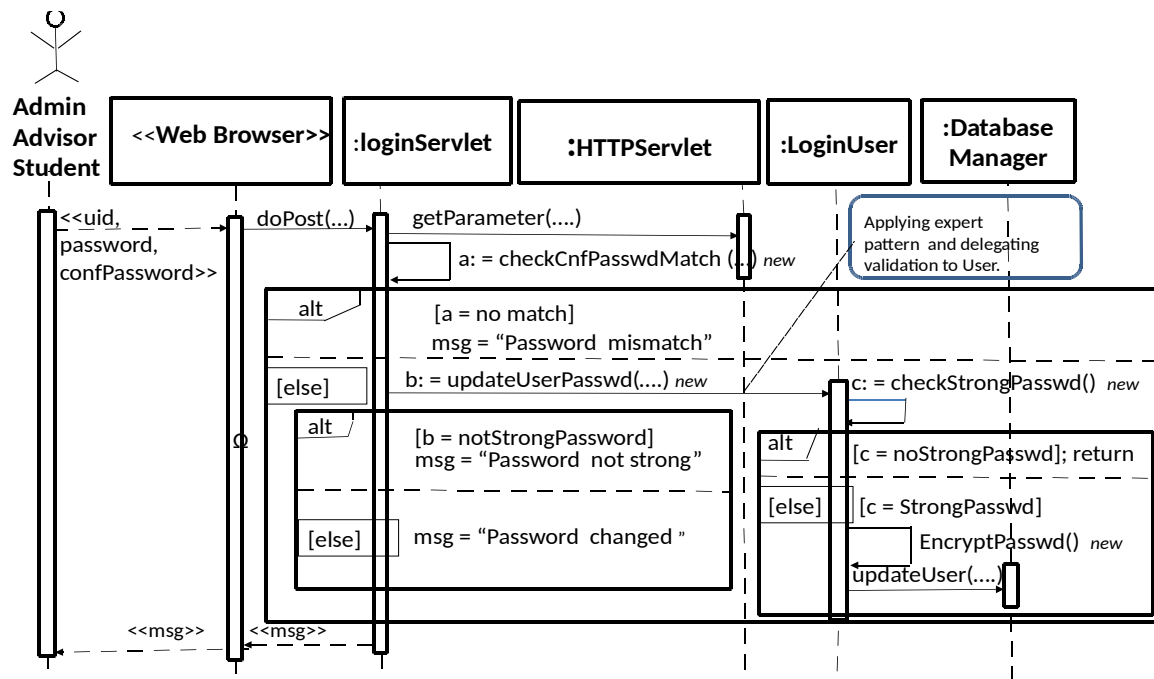 Admin
Advisor
Student
<<Web Browser>>
:loginServlet
:HTTPServlet
:LoginUser
:Database
Manager
<<uid,
password,
confPassword>>
doPost(...)
getParameter(....)
Applying expert
pattern and delegating
validation to User.
a: = checkCnfPasswdMatch (...) new
alt
[a = no match]
msg = “Password mismatch”
[else]
b: = updateUserPasswd(....) new
c: = checkStrongPasswd() new
alt
[b = notStrongPassword]
msg = “Password not strong”
alt
[c = noStrongPasswd]; return
Ω
[else]
[c = StrongPasswd]
[else]
msg = “Password changed ”
EncryptPasswd() new
updateUser(....)
<<msg>>
<<msg>>